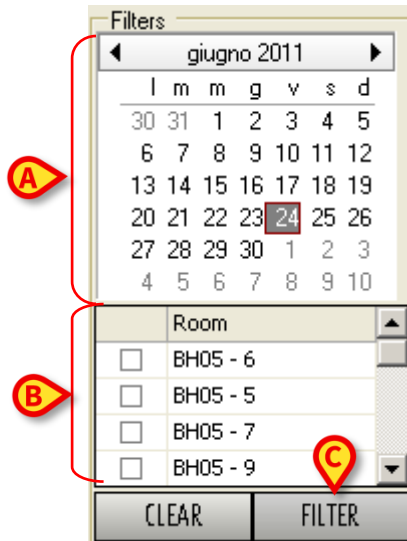 Filters
giugno 2011
l m m g v s d
30 31 1 2 3 4 5
6 7 8 9 10 11 12
13 14 15 16 17 18 19
20 21 22 23 24 25 26
27 28 29 30 1 2 3
4 5 6 7 8 9 10
A
Room
BH05 - 6
BH05 - 5
B
BH05 - 7
BH05 - 9
C
CLEAR FILTER